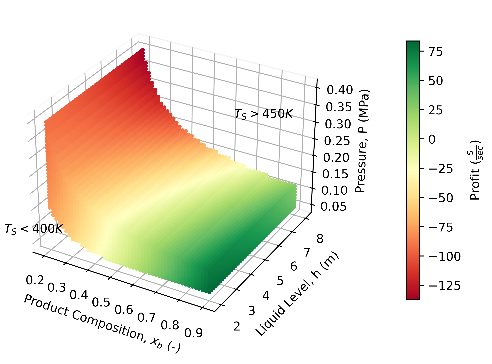 T_S > 450K
T_S < 400K
0.40
0.35
0.30
0.25
0.20
0.15
0.10
0.05
Pressure, P (MPa)
0.2 0.3 0.4 0.5 0.6 0.7 0.8 0.9
Product Composition, x_b (-)
2 3 4 5 6 7 8
Liquid Level, h (m)
75
50
25
0
−25
−50
−75
−100
−125
Profit ($/sec)